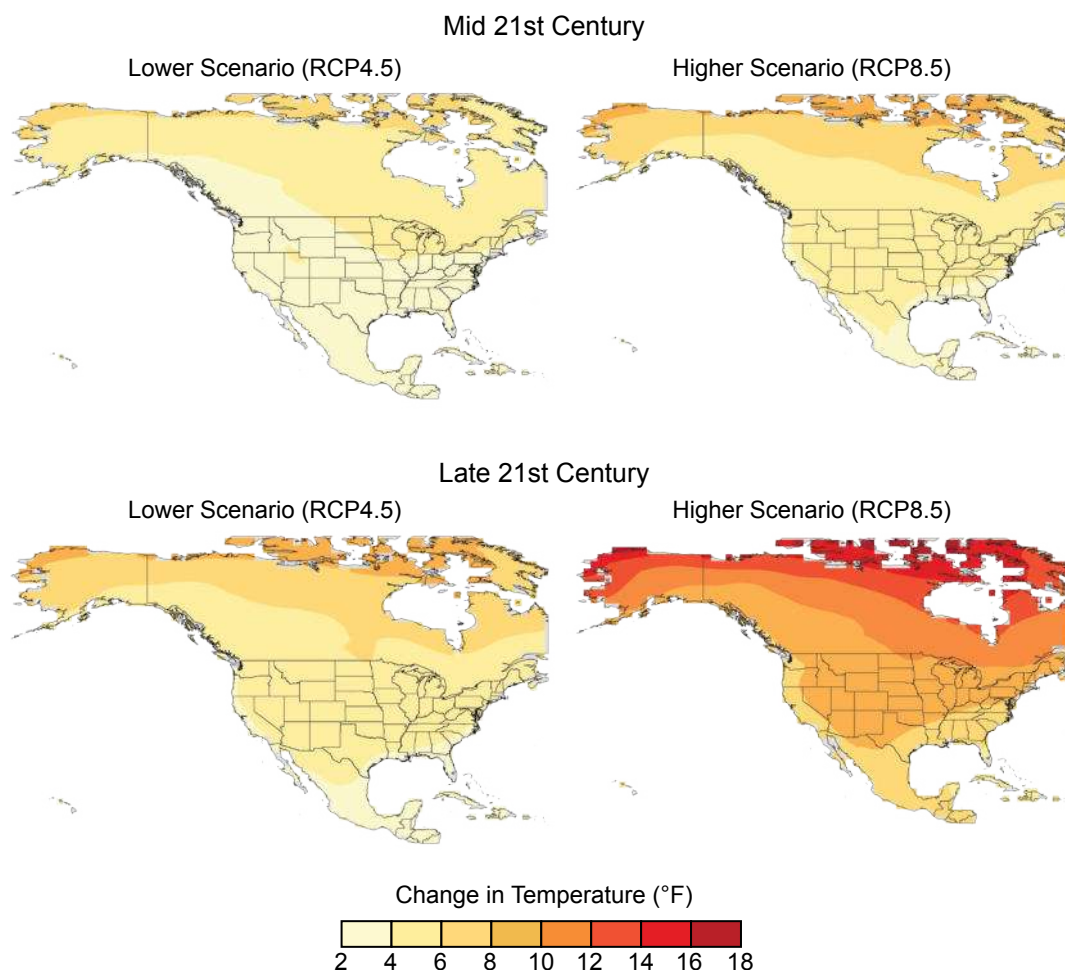 Mid 21st Century
Lower Scenario (RCP4.5)
Higher Scenario (RCP8.5)
Late 21st Century
Lower Scenario (RCP4.5)
Higher Scenario (RCP8.5)
Change in Temperature (°F)
2 4 6 8 10 12 14 16 18